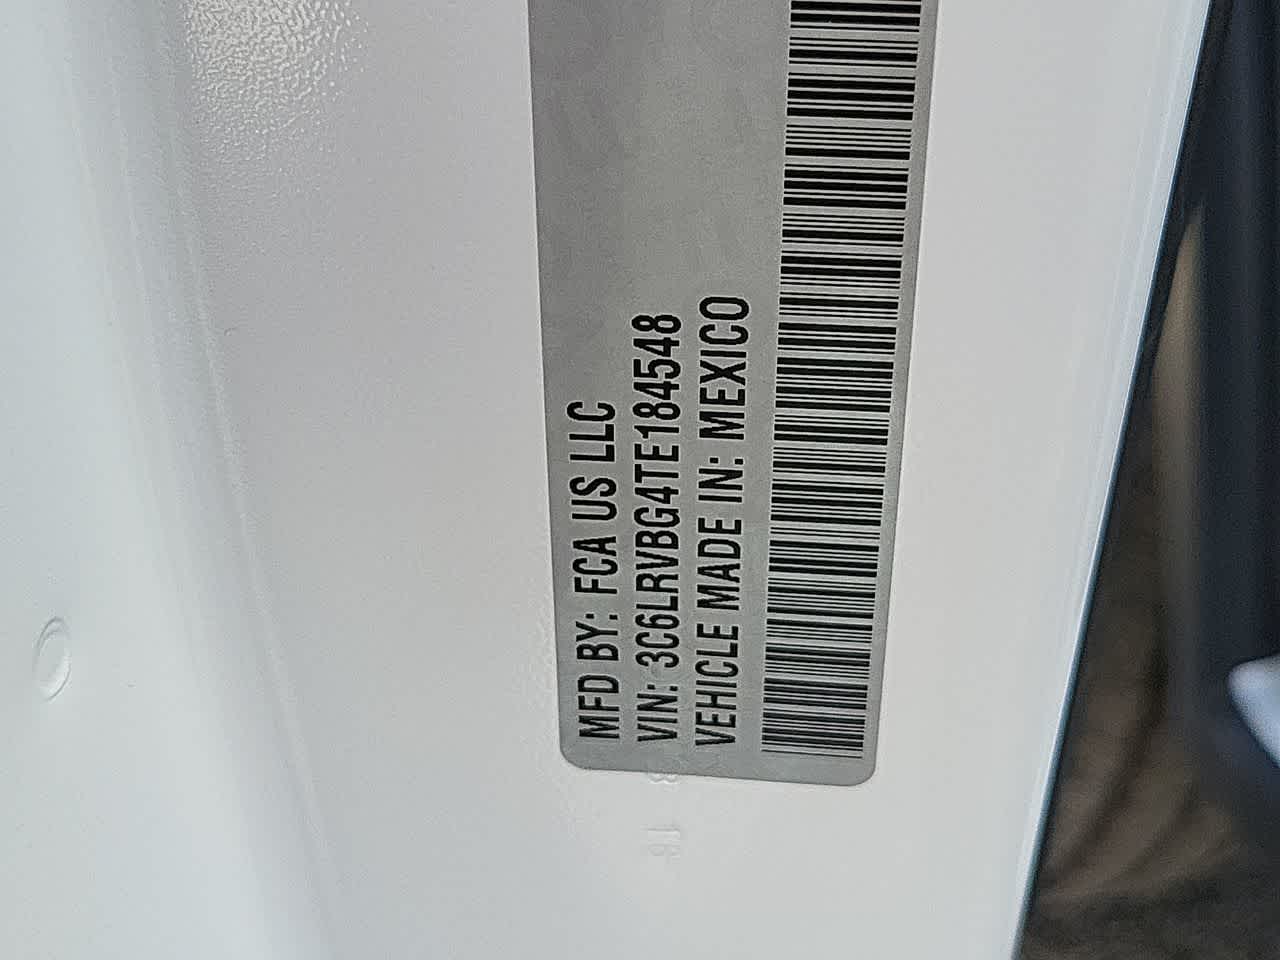 MFD BY: FCA US LLC
VIN: 3C6LRVBG4TE184548
VEHICLE MADE IN: MEXICO